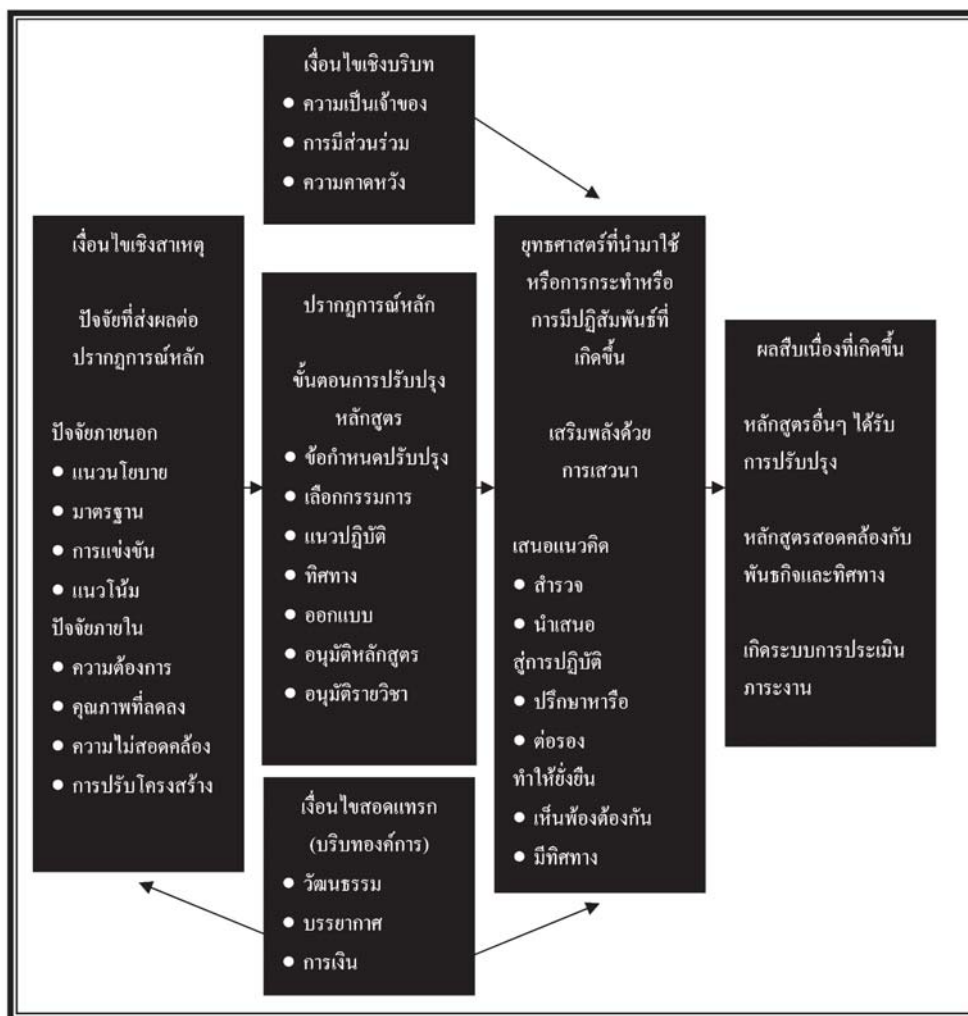 เงื่อนไขเชิงบริบท
● ความเป็นเจ้าของ
● การมีส่วนร่วม
● ความคาดหวัง
เงื่อนไขเชิงสาเหตุ
ปัจจัยที่ส่งผลต่อ
ปรากฏการณ์หลัก
ปัจจัยภายนอก
● แนวนโยบาย
● มาตรฐาน
● การแข่งขัน
● แนวโน้ม
ปัจจัยภายใน
● ความต้องการ
● คุณภาพที่ลดลง
● ความไม่สอดคล้อง
● การปรับโครงสร้าง
ปรากฏการณ์หลัก
ขั้นตอนการปรับปรุง
หลักสูตร
● ข้อกำหนดปรับปรุง
● เลือกกรรมการ
● แนวปฏิบัติ
● ทิศทาง
● ออกแบบ
● อนุมัติหลักสูตร
● อนุมัติรายวิชา
เงื่อนไขสอดแทรก
(บริบทองค์การ)
● วัฒนธรรม
● บรรยากาศ
● การเงิน
ยุทธศาสตร์ที่นำมาใช้
หรือการกระทำหรือ
การมีปฏิสัมพันธ์ที่
เกิดขึ้น
เสริมพลังด้วย
การเสวนา
เสนอแนวคิด
● สำรวจ
● นำเสนอ
สู่การปฏิบัติ
● ปรึกษาหารือ
● ต่อรอง
ทำให้ยั่งยืน
● เห็นพ้องต้องกัน
● มีทิศทาง
ผลสืบเนื่องที่เกิดขึ้น
หลักสูตรอื่นๆ ได้รับ
การปรับปรุง
หลักสูตรสอดคล้องกับ
พันธกิจและทิศทาง
เกิดระบบการประเมิน
ภาระงาน